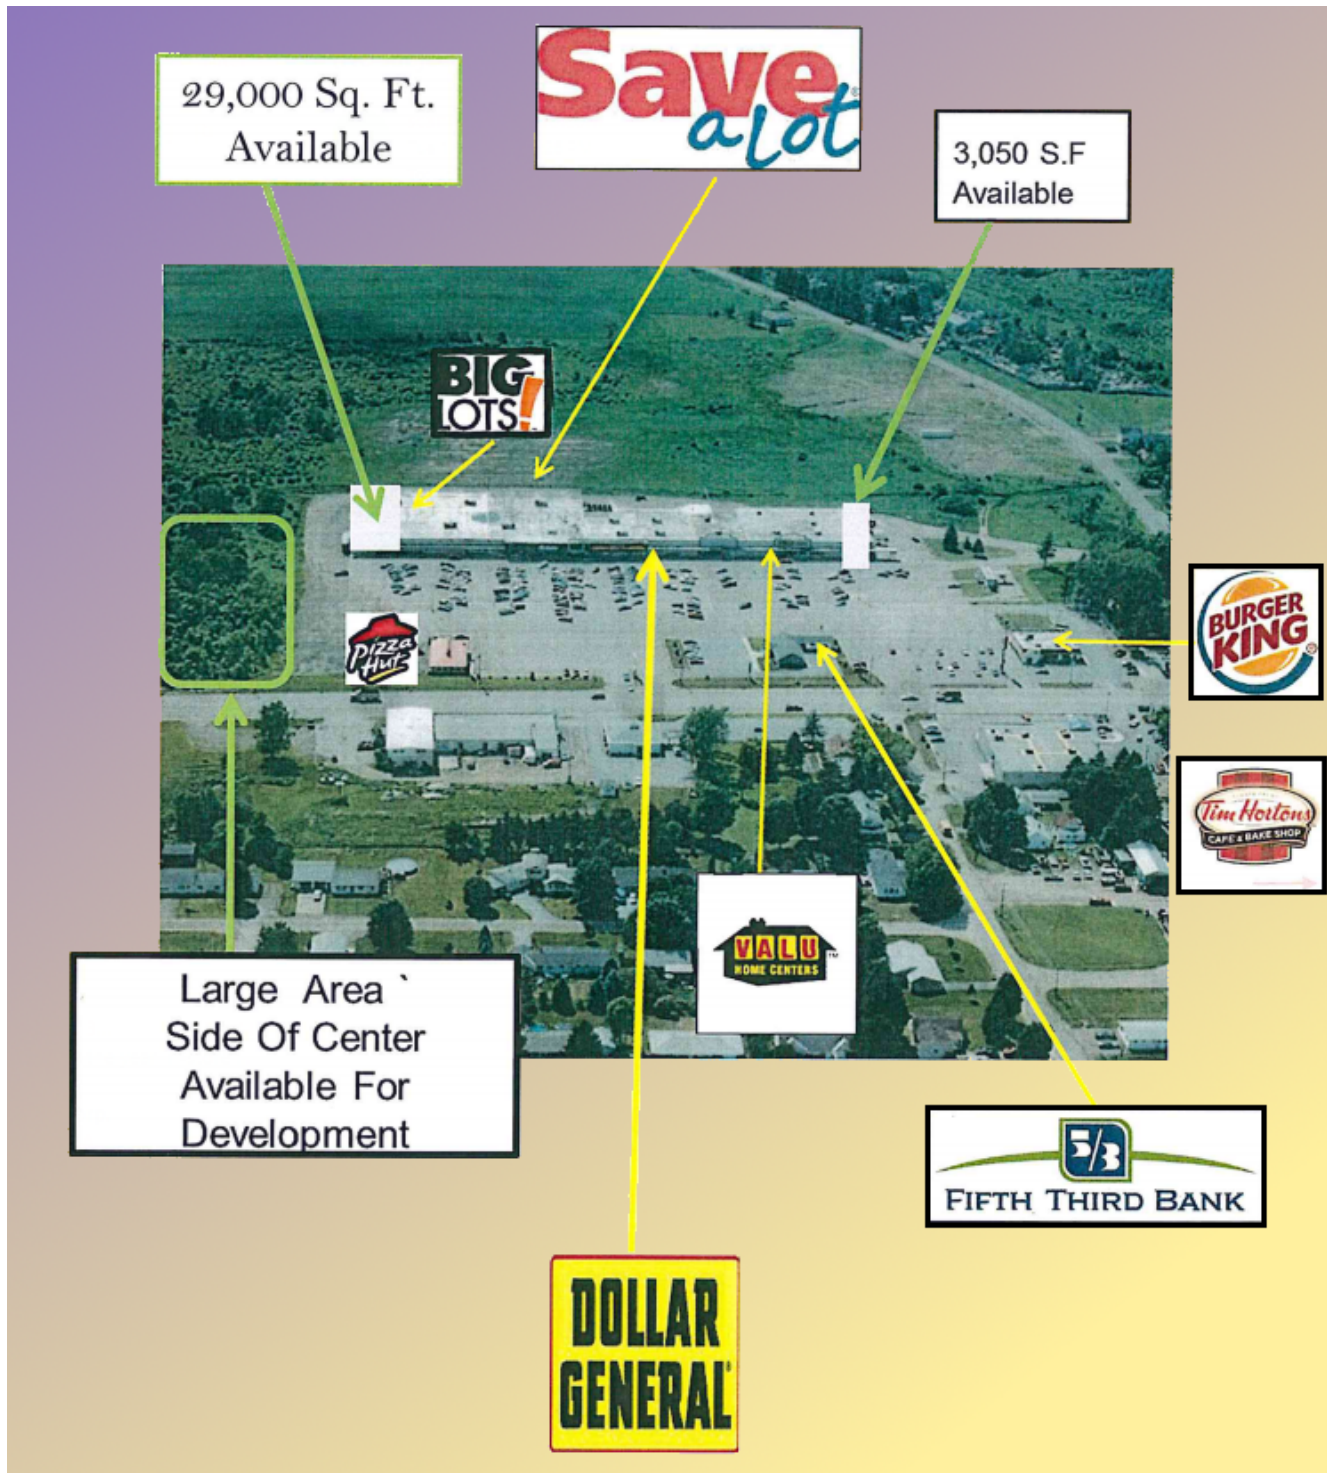 29,000 Sq. Ft.
Available
Save
a Lot
3,050 S.F
Available
BIG
LOTS!
Pizza
Hut
BURGER
KING
Tim Hortons
CAFE & BAKE SHOP
VALU
HOME CENTERS
Large Area `
Side Of Center
Available For
Development
5/3
FIFTH THIRD BANK
DOLLAR
GENERAL